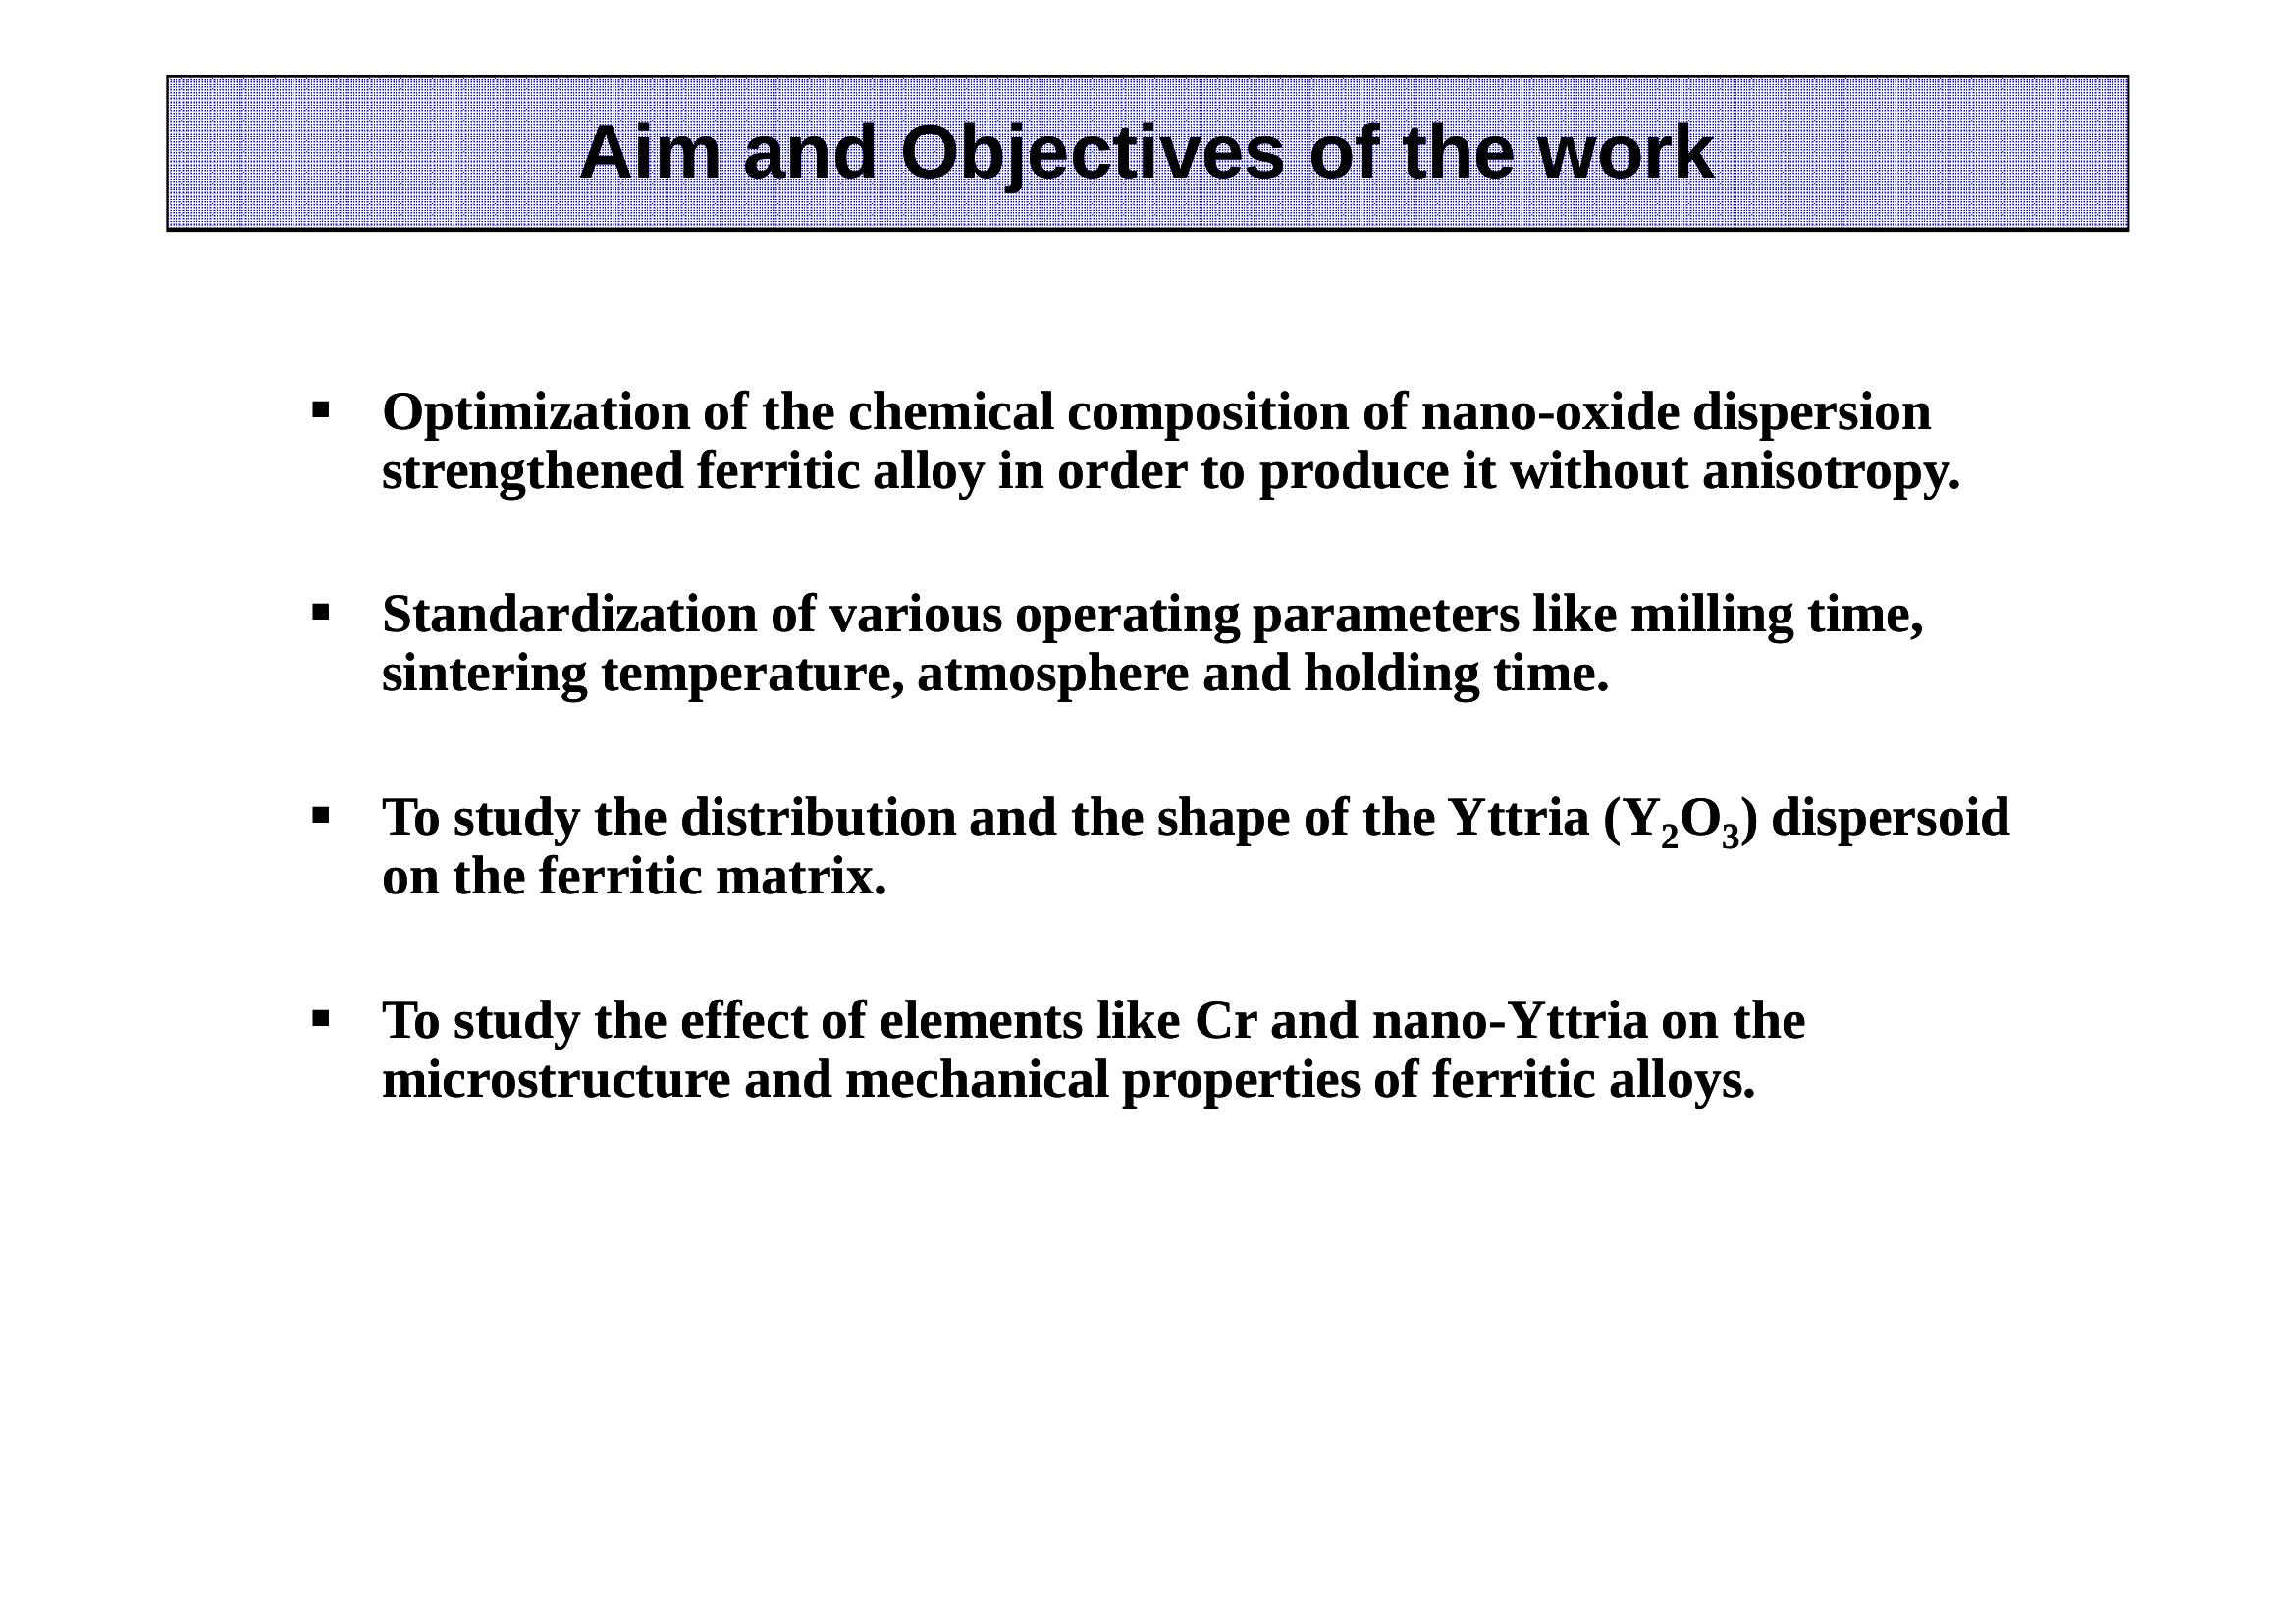 Aim and Objectives of the work
▪ Optimization of the chemical composition of nano-oxide dispersion
strengthened ferritic alloy in order to produce it without anisotropy.
▪ Standardization of various operating parameters like milling time,
sintering temperature, atmosphere and holding time.
▪ To study the distribution and the shape of the Yttria (Y₂O₃) dispersoid
on the ferritic matrix.
▪ To study the effect of elements like Cr and nano-Yttria on the
microstructure and mechanical properties of ferritic alloys.